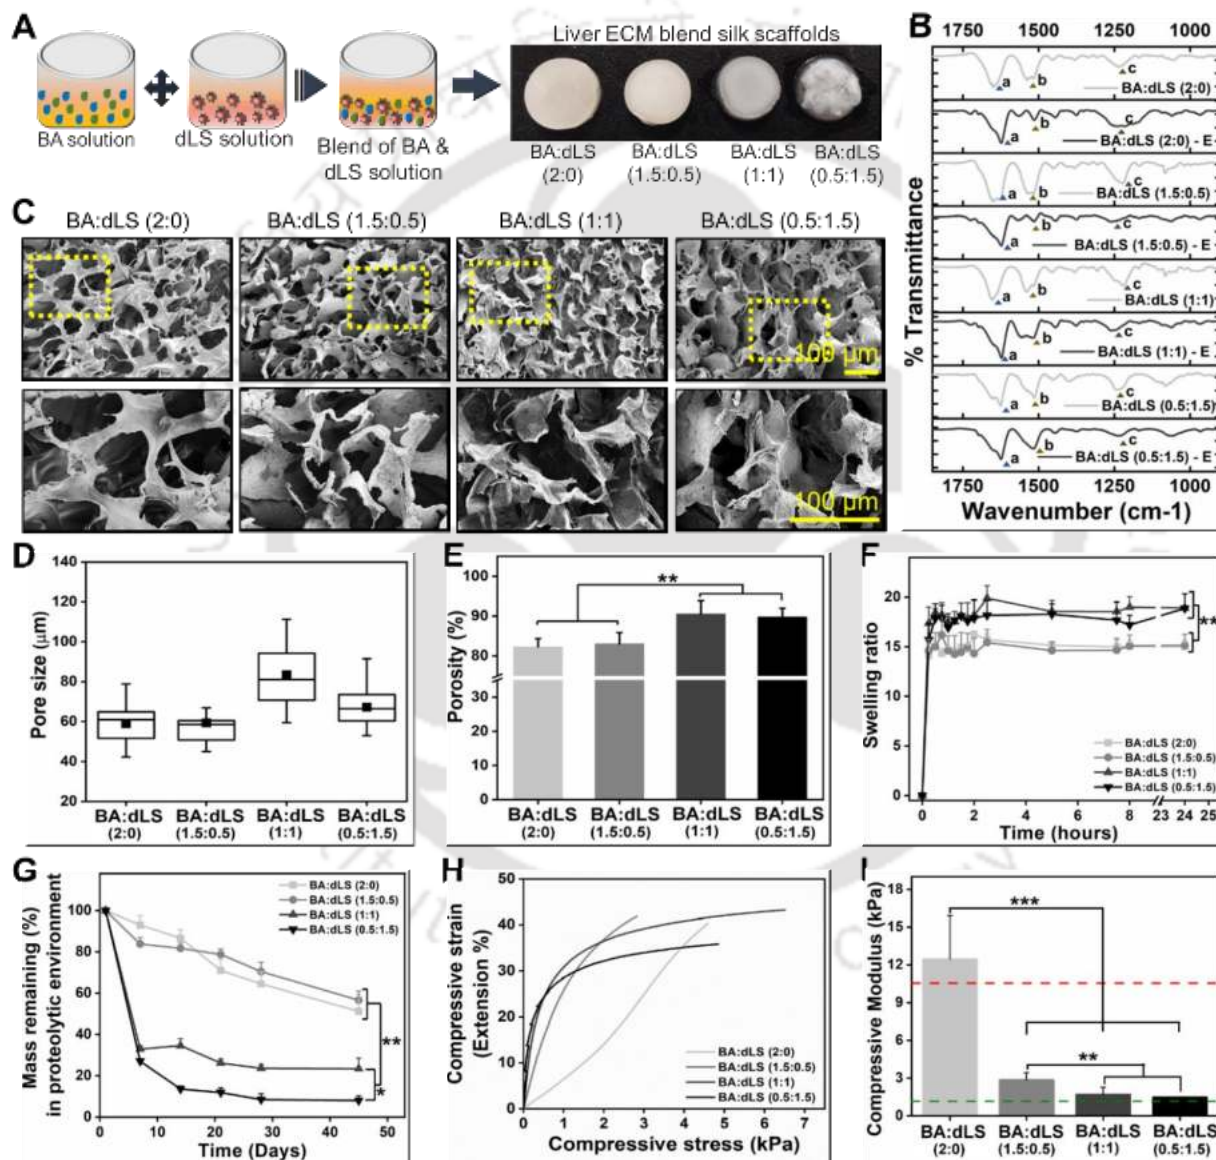 A
BA solution
dLS solution
Blend of BA &
dLS solution
Liver ECM blend silk scaffolds
BA:dLS
(2:0)
BA:dLS
(1.5:0.5)
BA:dLS
(1:1)
BA:dLS
(0.5:1.5)
B
1750 1500 1250 1000
% Transmittance
a b c
BA:dLS (2:0)
a b c
BA:dLS (2:0) - E
a b c
BA:dLS (1.5:0.5)
a b c
BA:dLS (1.5:0.5) - E
a b c
BA:dLS (1:1)
a b c
BA:dLS (1:1) - E
a b c
BA:dLS (0.5:1.5)
a b c
BA:dLS (0.5:1.5) - E
1750 1500 1250 1000
Wavenumber (cm-1)
C
BA:dLS (2:0) BA:dLS (1.5:0.5) BA:dLS (1:1) BA:dLS (0.5:1.5)
100 µm
100 µm
D
Pore size (µm)
140
120
100
80
60
40
20
BA:dLS
(2:0)
BA:dLS
(1.5:0.5)
BA:dLS
(1:1)
BA:dLS
(0.5:1.5)
E
Porosity (%)
100
90
80
30
20
10
0
**
BA:dLS
(2:0)
BA:dLS
(1.5:0.5)
BA:dLS
(1:1)
BA:dLS
(0.5:1.5)
F
Swelling ratio
20
15
10
5
0
**
BA:dLS (2:0)
BA:dLS (1.5:0.5)
BA:dLS (1:1)
BA:dLS (0.5:1.5)
0 2 4 6 8 23 24 25
Time (hours)
G
Mass remaining (%)
in proteolytic environment
100
80
60
40
20
0
BA:dLS (2:0)
BA:dLS (1.5:0.5)
BA:dLS (1:1)
BA:dLS (0.5:1.5)
**
*
0 10 20 30 40 50
Time (Days)
H
Compressive strain
(Extension %)
50
40
30
20
10
0
BA:dLS (2:0)
BA:dLS (1.5:0.5)
BA:dLS (1:1)
BA:dLS (0.5:1.5)
0 1 2 3 4 5 6 7
Compressive stress (kPa)
I
Compressive Modulus (kPa)
18
15
12
9
6
3
0
***
**
BA:dLS
(2:0)
BA:dLS
(1.5:0.5)
BA:dLS
(1:1)
BA:dLS
(0.5:1.5)